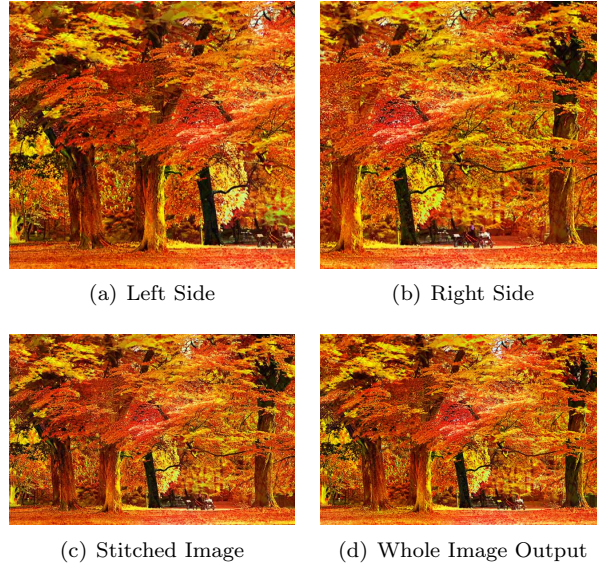 (a) Left Side
(b) Right Side
(c) Stitched Image
(d) Whole Image Output